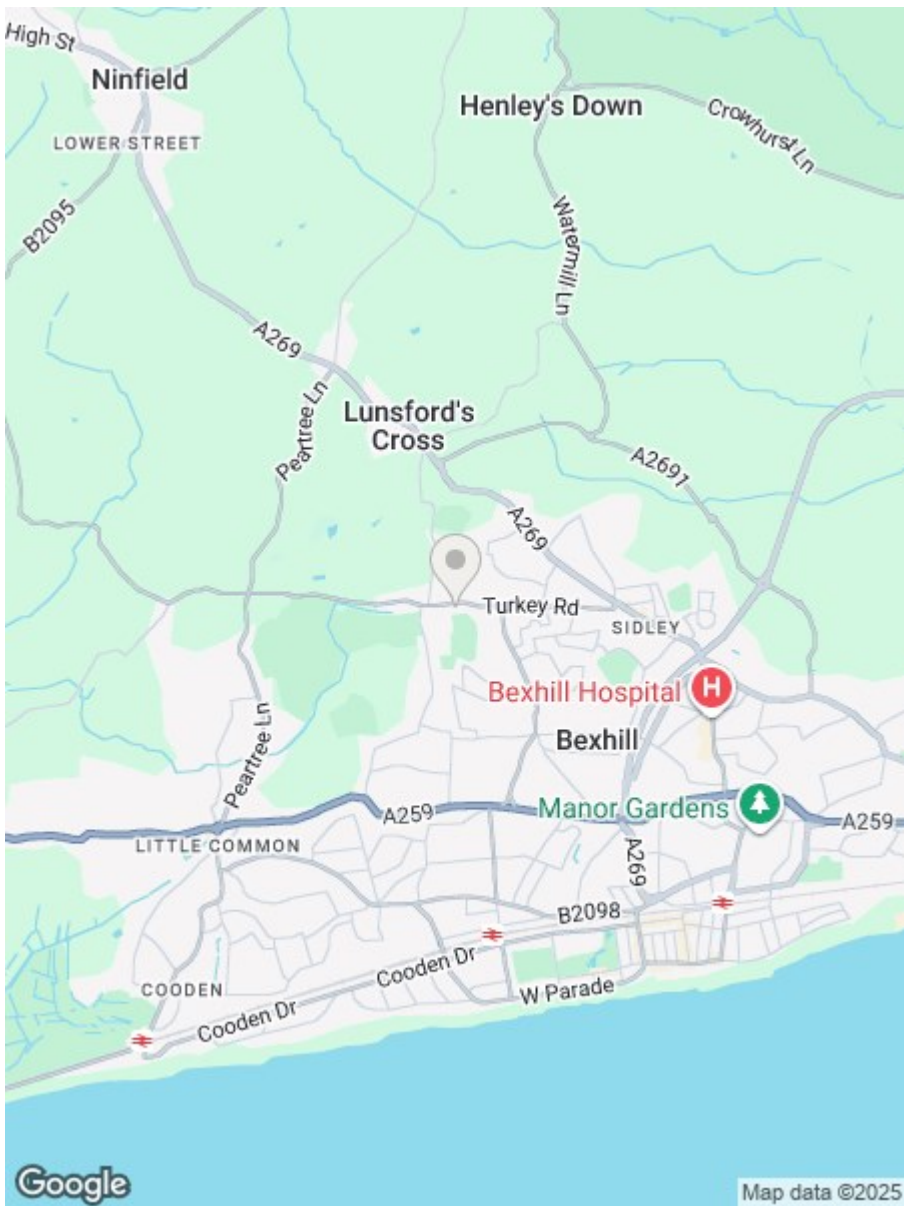 High St
Ninfield
Henley's Down
Crowhurst Ln
LOWER STREET
B2095
Watermill Ln
A269
Peartree Ln
Lunsford's
Cross
A2691
A269
Turkey Rd
SIDLEY
Bexhill Hospital
H
Bexhill
Peartree Ln
Manor Gardens
A259
A259
LITTLE COMMON
A269
B2098
Cooden Dr
COODEN
W Parade
Cooden Dr
Google
Map data ©2025